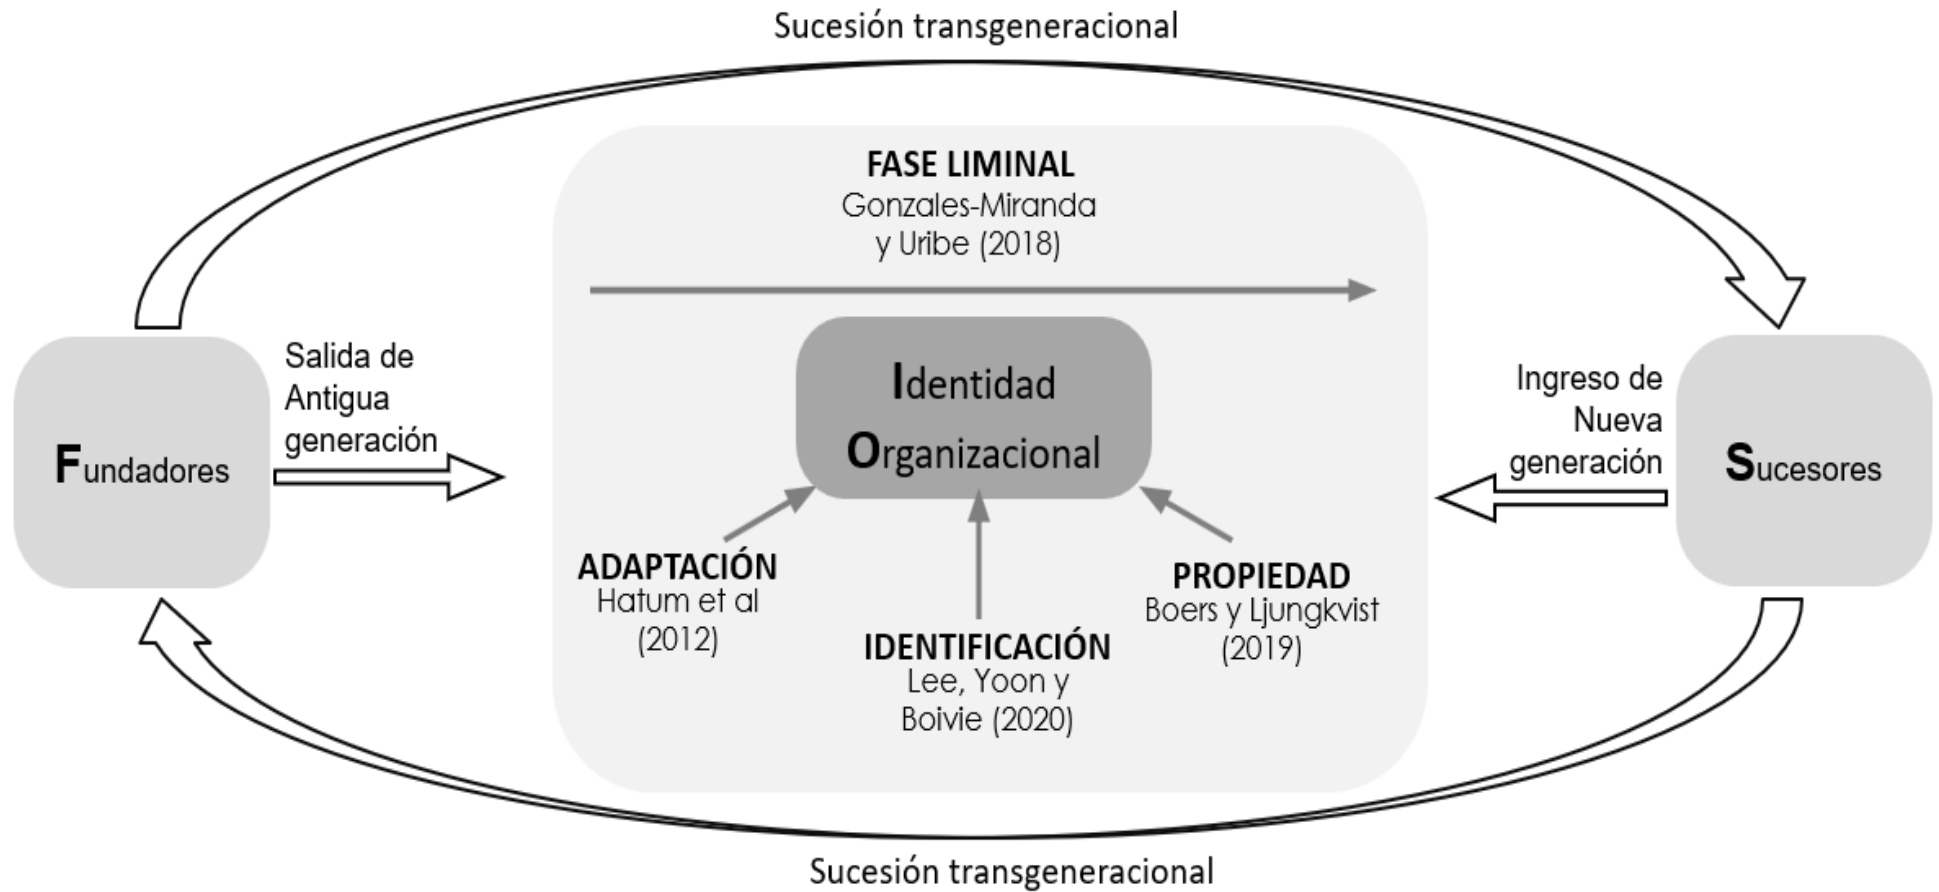 Sucesión transgeneracional
FASE LIMINAL
Gonzales-Miranda
y Uribe (2018)
Salida de
Antigua
generación
Fundadores
Identidad
Organizacional
Ingreso de
Nueva
generación
Sucesores
ADAPTACIÓN
Hatum et al
(2012)
IDENTIFICACIÓN
Lee, Yoon y
Boivie (2020)
PROPIEDAD
Boers y Ljungkvist
(2019)
Sucesión transgeneracional